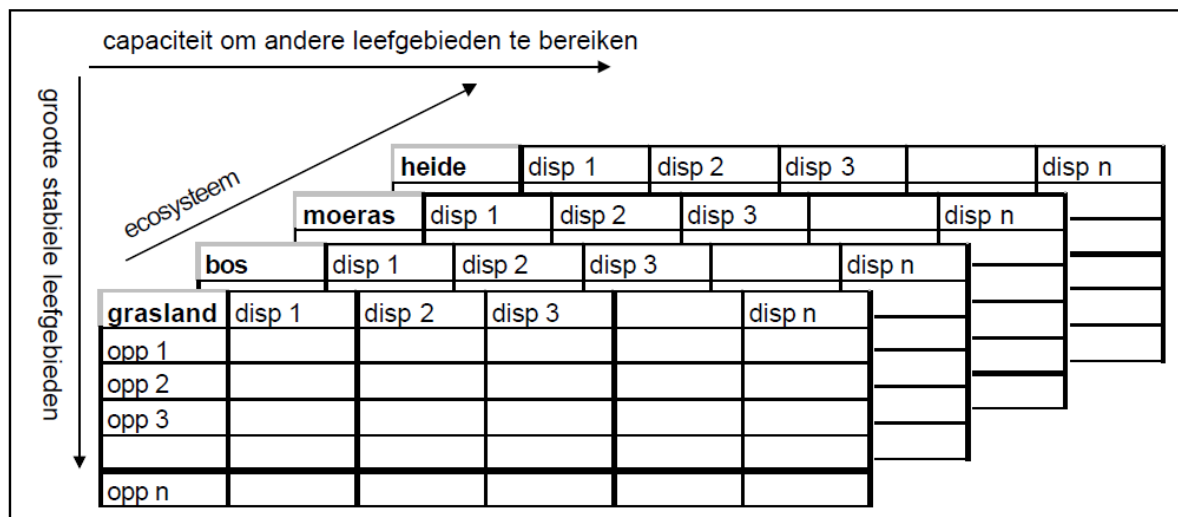 capaciteit om andere leefgebieden te bereiken
grootte stabiele leefgebieden
ecosysteem
heide disp 1 disp 2 disp 3 disp n
moeras disp 1 disp 2 disp 3 disp n
bos disp 1 disp 2 disp 3 disp n
grasland disp 1 disp 2 disp 3 disp n
opp 1
opp 2
opp 3
opp n